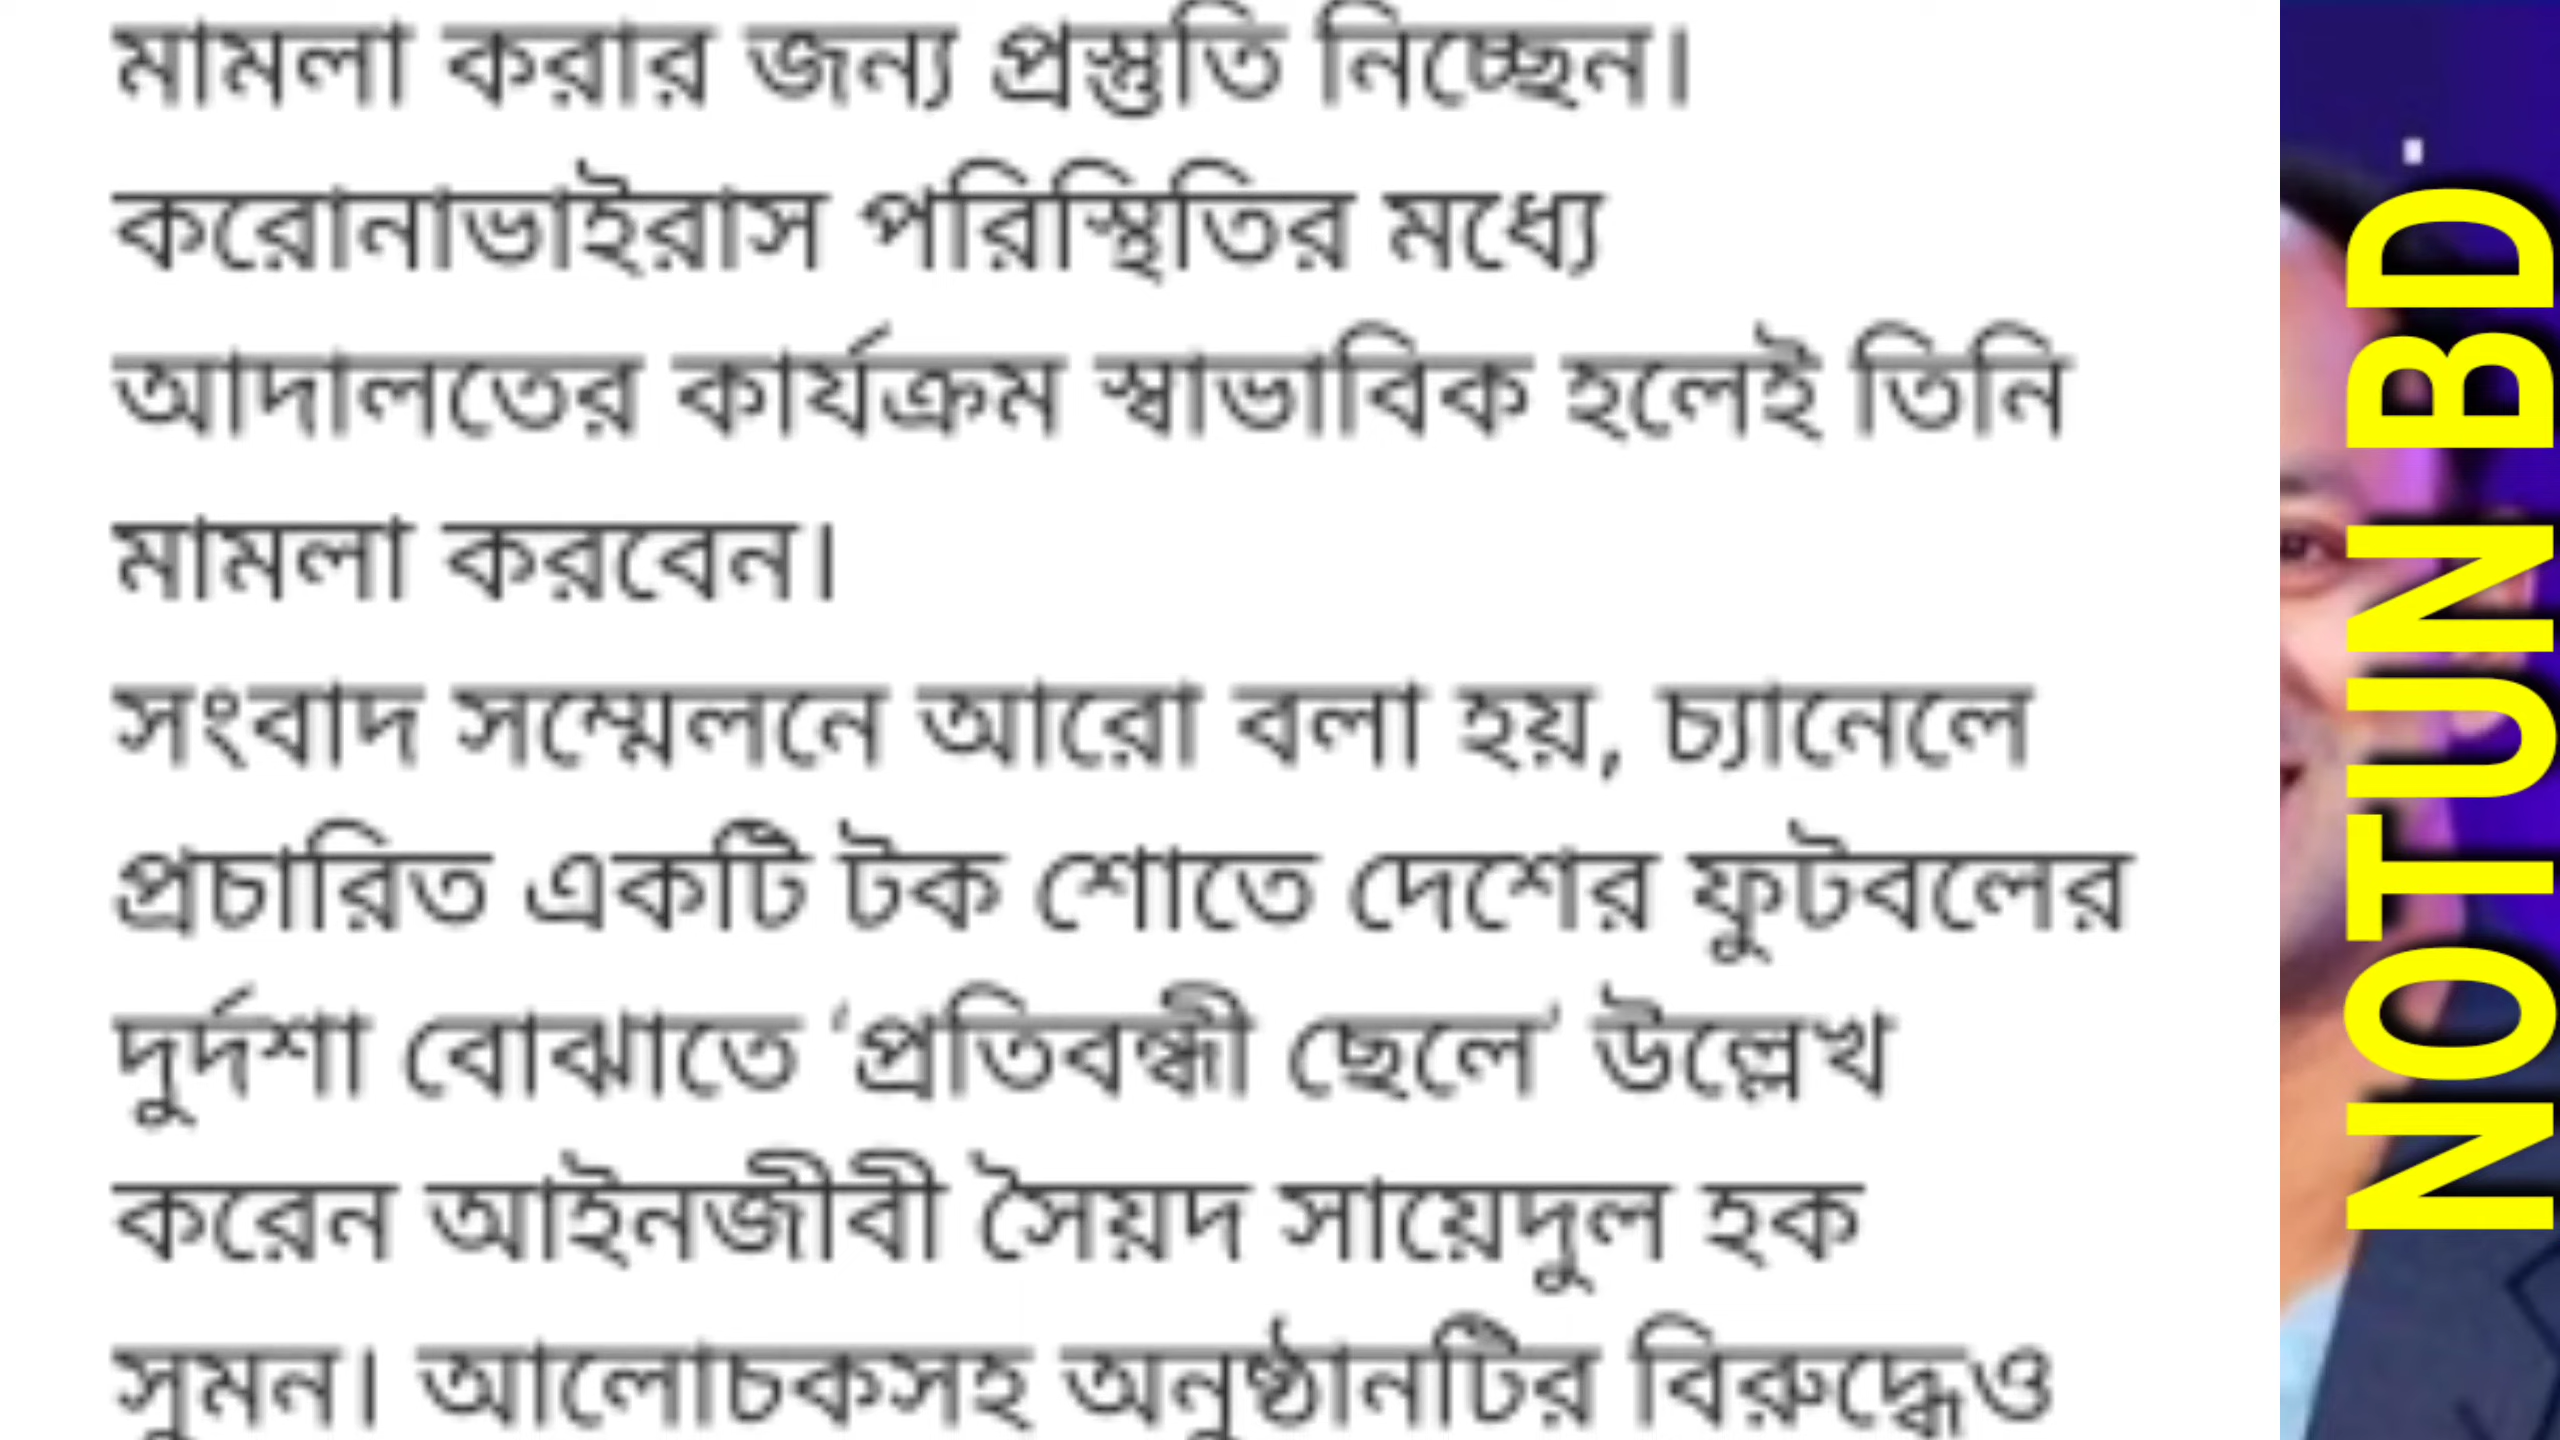 মামলা করার জন্য প্রস্তুতি নিচ্ছেন।
করোনাভাইরাস পরিস্থিতির মধ্যে
আদালতের কার্যক্রম স্বাভাবিক হলেই তিনি
মামলা করবেন।
সংবাদ সম্মেলনে আরো বলা হয়, চ্যানেলে
প্রচারিত একটি টক শোতে দেশের ফুটবলের
দুর্দশা বোঝাতে ‘প্রতিবন্ধী ছেলে’ উল্লেখ
করেন আইনজীবী সৈয়দ সায়েদুল হক
সুমন। আলোচকসহ অনুষ্ঠানটির বিরুদ্ধেও
NOTUN BD